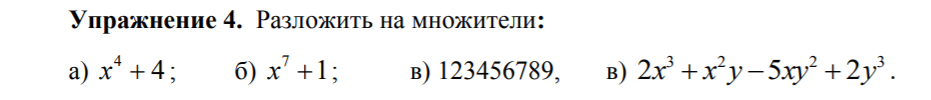 Упражнение 4. Разложить на множители:
а) x⁴ + 4; б) x⁷ + 1; в) 123456789, в) 2x³ + x²y − 5xy² + 2y³.